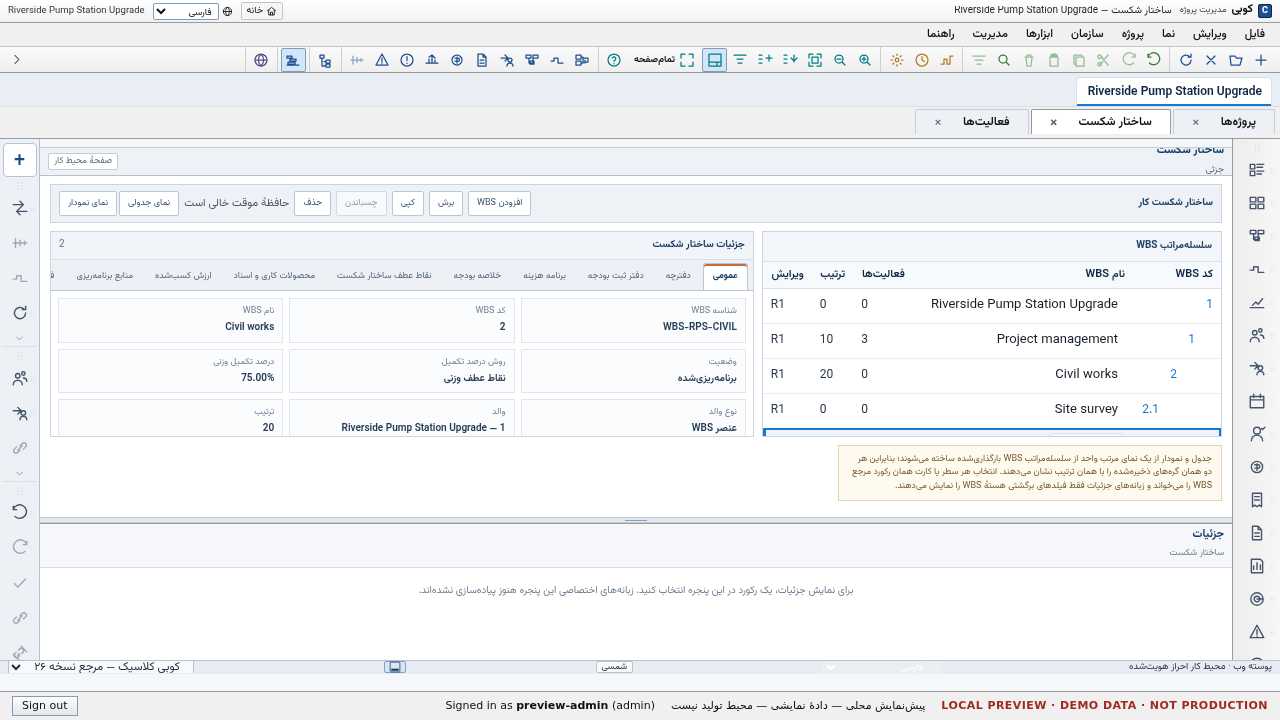 C کوبی مدیریت پروژه ساختار شکست — Riverside Pump Station Upgrade
خانه
فارسی
Riverside Pump Station Upgrade
فایل ویرایش نما پروژه سازمان ابزارها مدیریت راهنما
تمام‌صفحه
Riverside Pump Station Upgrade
پروژه‌ها ×
ساختار شکست ×
فعالیت‌ها ×
ساختار شکست
جزئی
صفحهٔ محیط کار
ساختار شکست کار
افزودن WBS برش کپی چسباندن حذف حافظهٔ موقت خالی است نمای جدولی نمای نمودار
سلسله‌مراتب WBS
کد WBS نام WBS فعالیت‌ها ترتیب ویرایش
1 Riverside Pump Station Upgrade 0 0 R1
1 Project management 3 10 R1
2 Civil works 0 20 R1
2.1 Site survey 0 0 R1
جزئیات ساختار شکست 2
عمومی دفترچه دفتر ثبت بودجه برنامه هزینه خلاصه بودجه نقاط عطف ساختار شکست محصولات کاری و اسناد ارزش کسب‌شده منابع برنامه‌ریزی
شناسه WBS کد WBS نام WBS
WBS-RPS-CIVIL 2 Civil works
وضعیت روش درصد تکمیل درصد تکمیل وزنی
برنامه‌ریزی‌شده نقاط عطف وزنی 75.00%
نوع والد والد ترتیب
عنصر WBS 1 — Riverside Pump Station Upgrade 20
جدول و نمودار از یک نمای مرتب واحد از سلسله‌مراتب WBS بارگذاری‌شده ساخته می‌شوند؛ بنابراین هر
دو همان گره‌های ذخیره‌شده را با همان ترتیب نشان می‌دهند. انتخاب هر سطر یا کارت همان رکورد مرجع
WBS را می‌خواند و زبانه‌های جزئیات فقط فیلدهای برگشتی هستهٔ WBS را نمایش می‌دهند.
جزئیات
ساختار شکست
برای نمایش جزئیات، یک رکورد در این پنجره انتخاب کنید. زبانه‌های اختصاصی این پنجره هنوز پیاده‌سازی نشده‌اند.
پوسته وب · محیط کار احراز هویت‌شده
فارسی
شمسی
کوبی کلاسیک — مرجع نسخه ۲۶
LOCAL PREVIEW · DEMO DATA · NOT PRODUCTION
پیش‌نمایش محلی — دادهٔ نمایشی — محیط تولید نیست
Signed in as preview-admin (admin)
Sign out